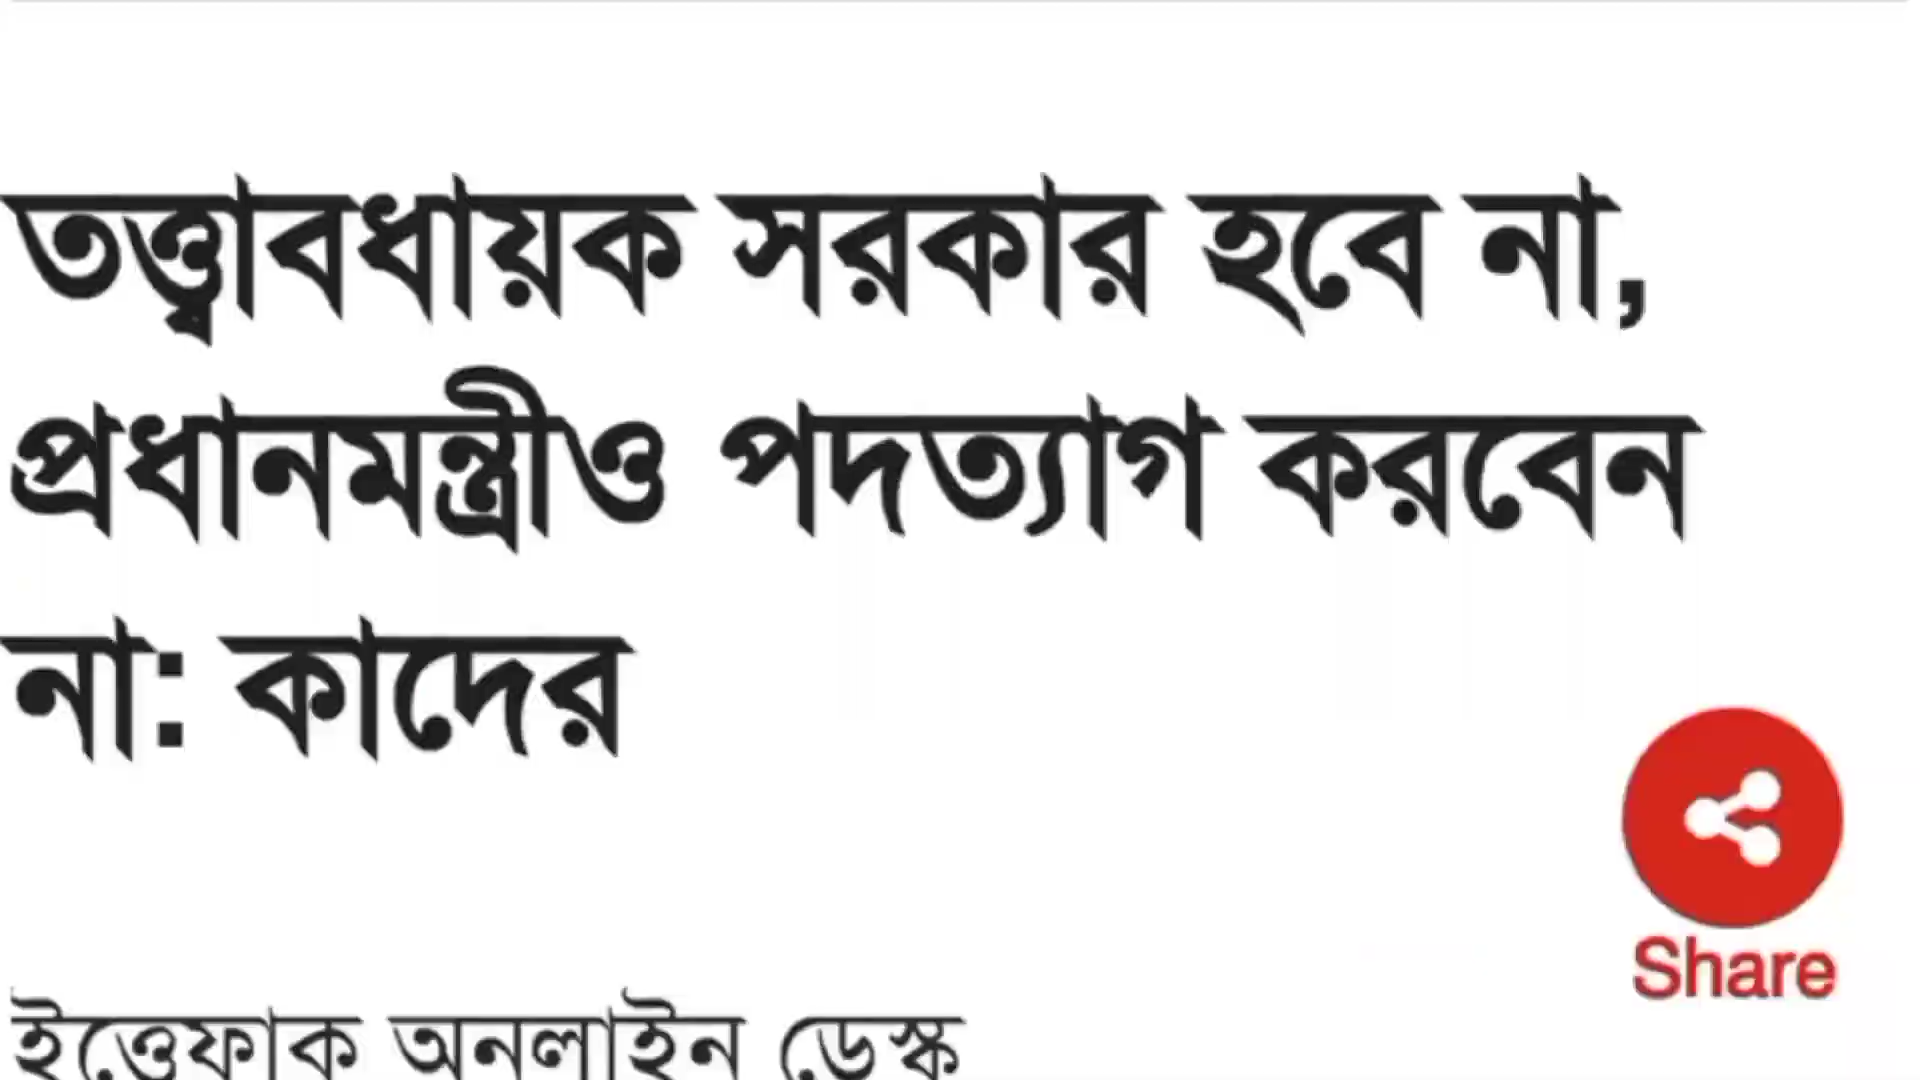 তত্ত্বাবধায়ক সরকার হবে না,
প্রধানমন্ত্রীও পদত্যাগ করবেন
না: কাদের
Share
ইত্তেফাক অনলাইন ডেস্ক